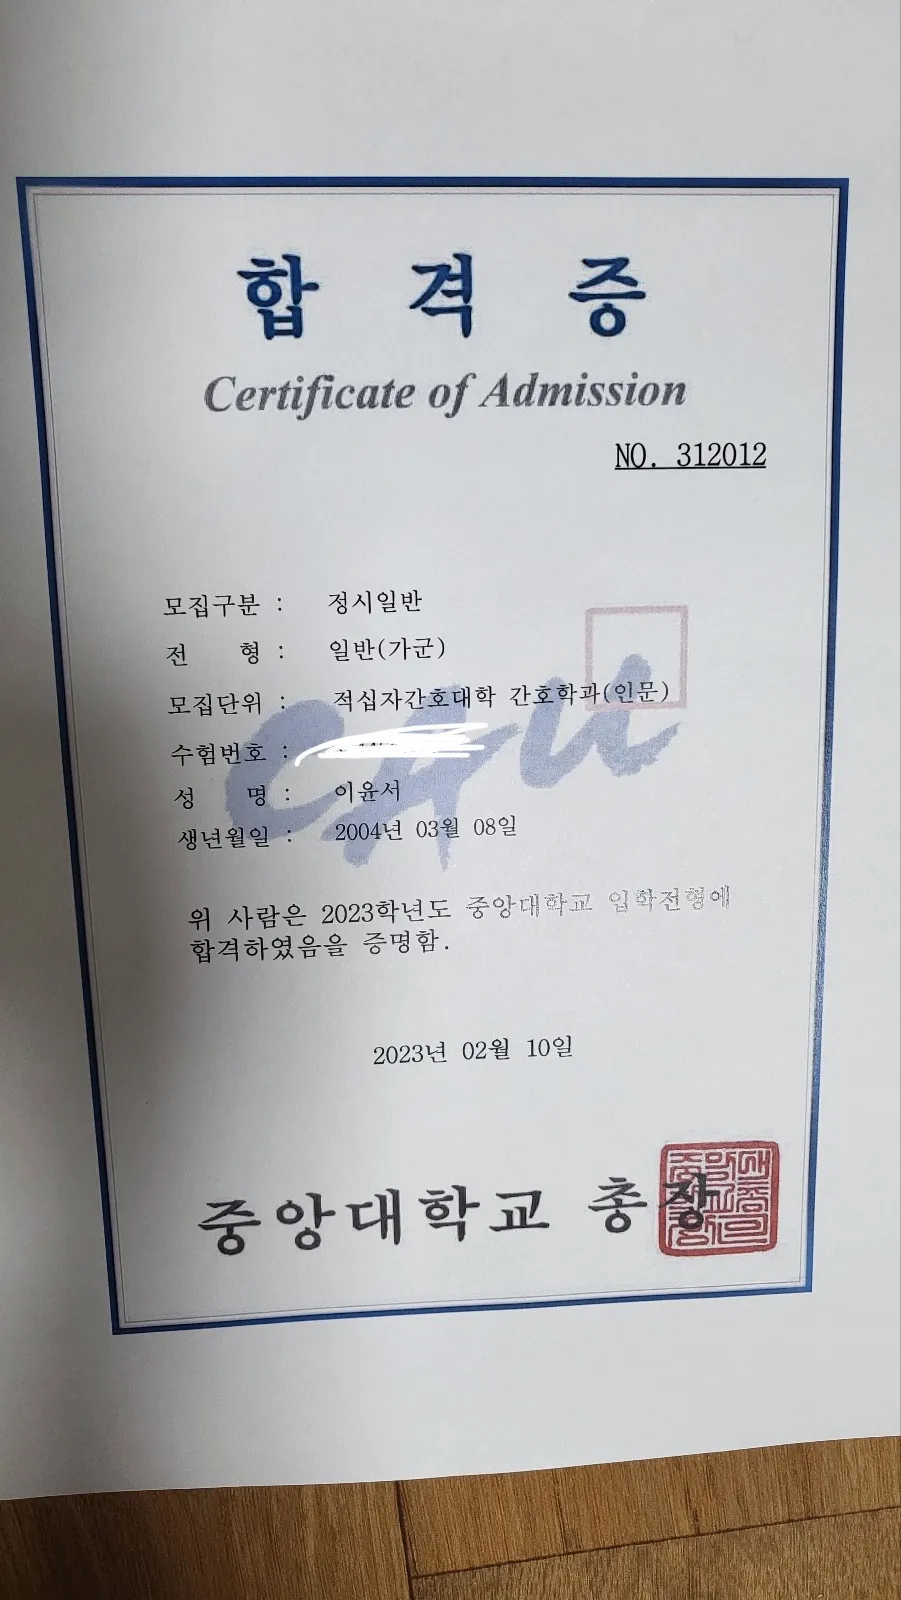 합 격 증
Certificate of Admission
NO. 312012
모집구분 : 정시일반
전 형 : 일반(가군)
모집단위 : 적십자간호대학 간호학과(인문)
수험번호 :
성 명 : 이윤서
생년월일 : 2004년 03월 08일
CAU
위 사람은 2023학년도 중앙대학교 입학전형에
합격하였음을 증명함.
2023년 02월 10일
중앙대학교 총장